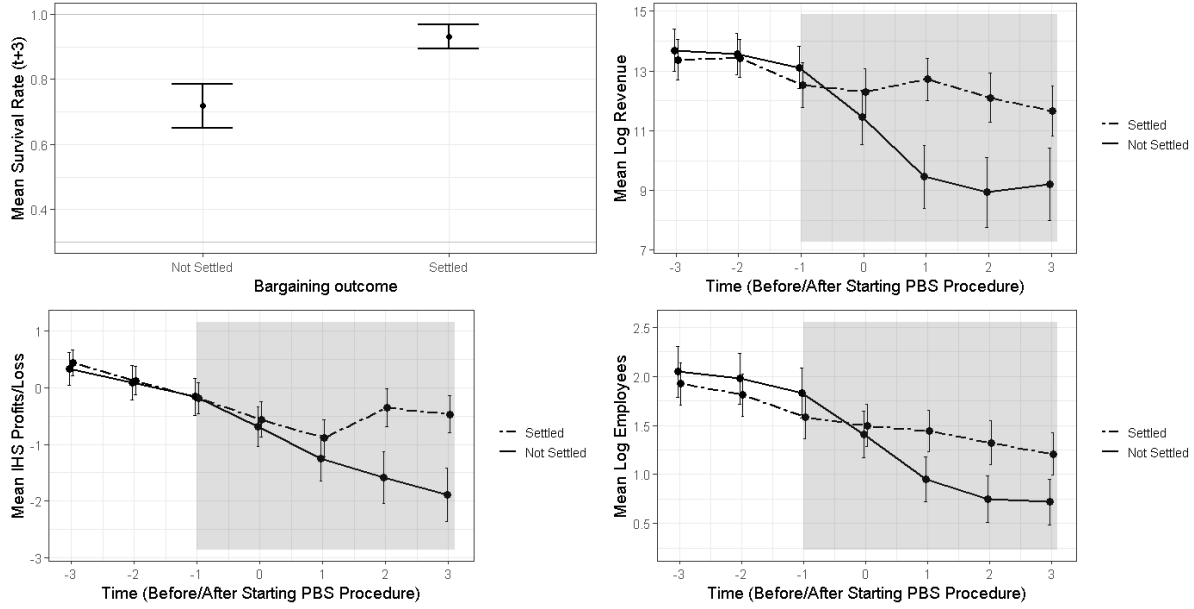 Mean Survival Rate (t+3)
1.0
0.8
0.6
0.4
Not Settled Settled
Bargaining outcome
Mean Log Revenue
15
13
11
9
7
-3 -2 -1 0 1 2 3
Time (Before/After Starting PBS Procedure)
Settled
Not Settled
Mean IHS Profits/Loss
1
0
-1
-2
-3
-3 -2 -1 0 1 2 3
Time (Before/After Starting PBS Procedure)
Settled
Not Settled
Mean Log Employees
2.5
2.0
1.5
1.0
0.5
-3 -2 -1 0 1 2 3
Time (Before/After Starting PBS Procedure)
Settled
Not Settled